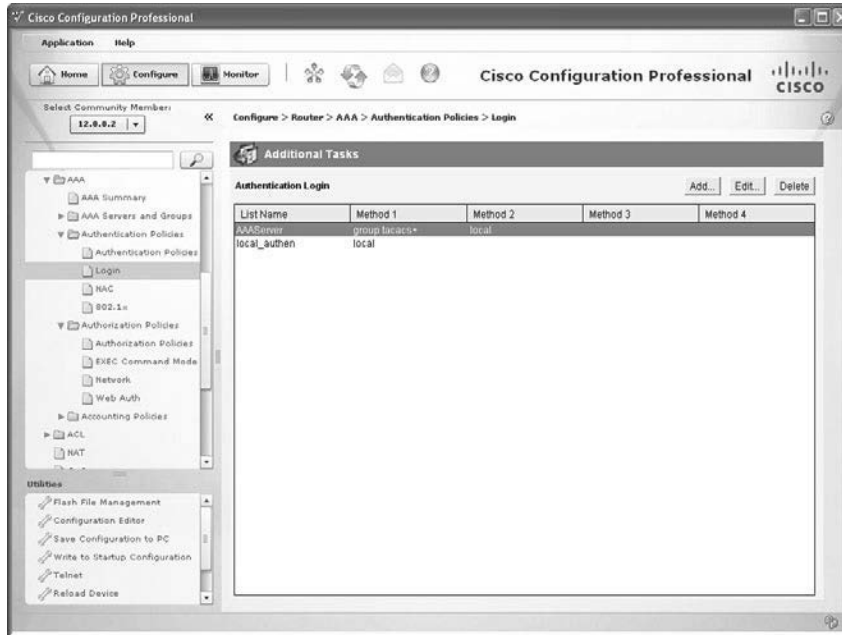 Cisco Configuration Professional
Application Help
Home Configure Monitor Cisco Configuration Professional CISCO
Select Community Member:
12.0.0.2
Configure > Router > AAA > Authentication Policies > Login
Additional Tasks
AAA
AAA Summary
AAA Servers and Groups
Authentication Policies
Authentication Policies
Login
NAC
802.1x
Authorization Policies
Authorization Policies
EXEC Command Mode
Network
Web Auth
Accounting Policies
ACL
NAT
Utilities
Flash File Management
Configuration Editor
Save Configuration to PC
Write to Startup Configuration
Telnet
Reload Device
Authentication Login Add... Edit... Delete
List Name Method 1 Method 2 Method 3 Method 4
AAAServer group tacacs+ local
local_authen local